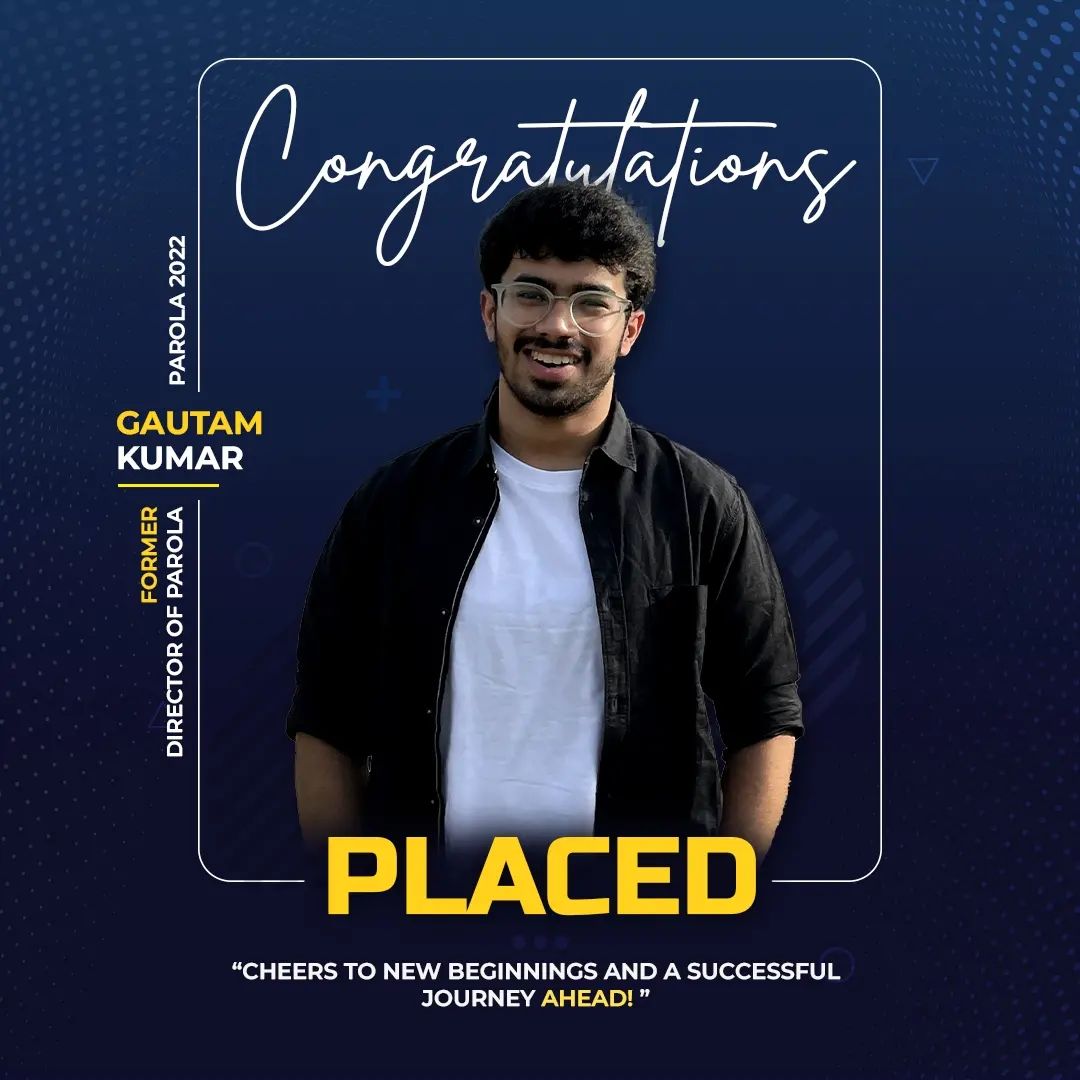 Congratulations
PAROLA 2022
GAUTAM
KUMAR
FORMER
DIRECTOR OF PAROLA
PLACED
“CHEERS TO NEW BEGINNINGS AND A SUCCESSFUL
JOURNEY AHEAD! ”